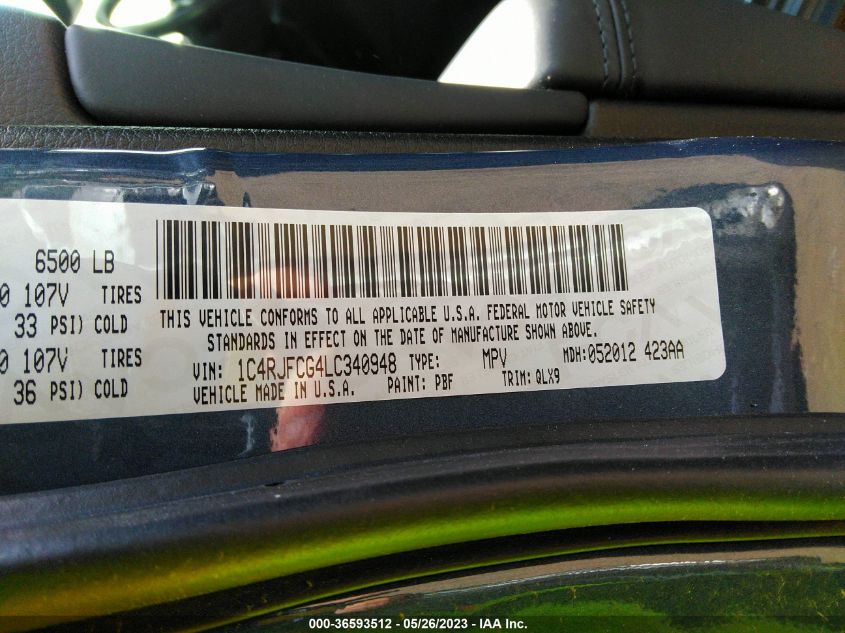 6500 LB
0 107V TIRES
33 PSI) COLD
0 107V TIRES
36 PSI) COLD
THIS VEHICLE CONFORMS TO ALL APPLICABLE U.S.A. FEDERAL MOTOR VEHICLE SAFETY
STANDARDS IN EFFECT ON THE DATE OF MANUFACTURE SHOWN ABOVE.
VIN: 1C4RJFCG4LC340948 TYPE: MPV MDH:052012 423AA
VEHICLE MADE IN U.S.A. PAINT: PBF TRIM: QLX9
000-36593512 - 05/26/2023 - IAA Inc.